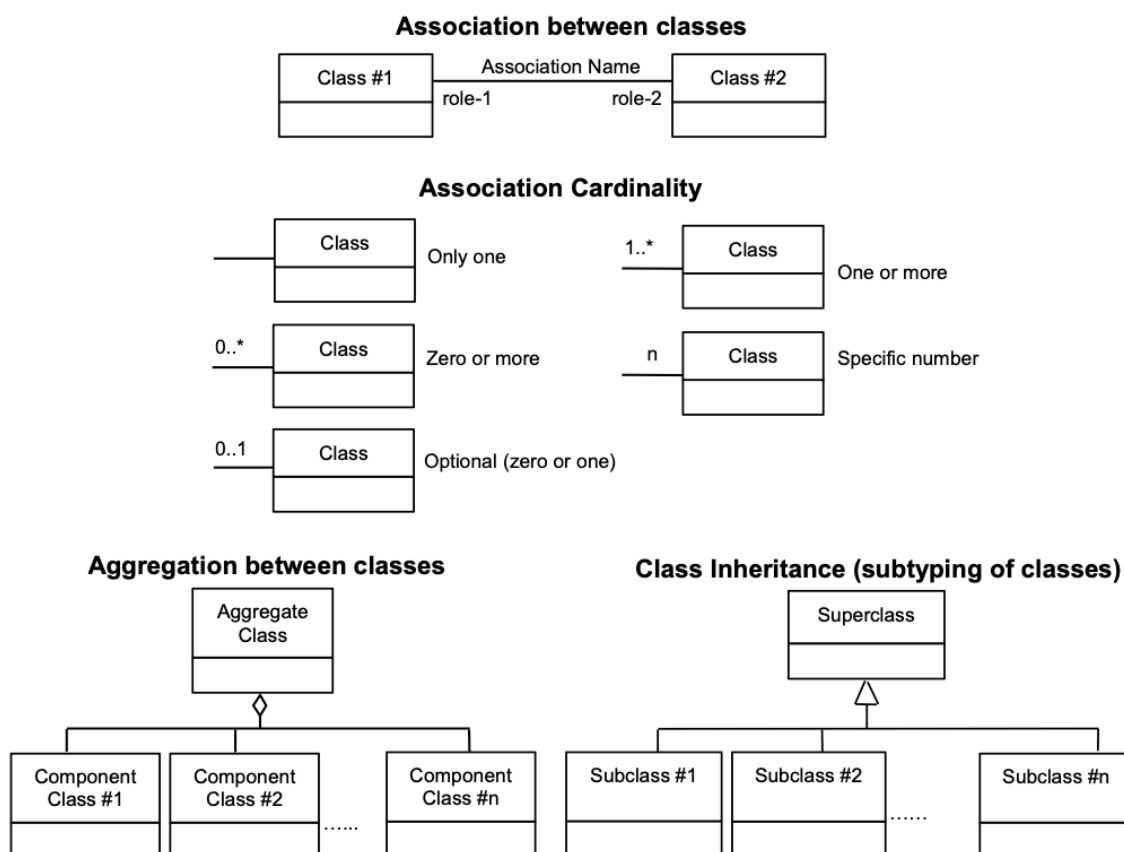 Association between classes
Class #1
Association Name
Class #2
role-1
role-2
Association Cardinality
Class
Only one
1..*
Class
One or more
0..*
Class
Zero or more
n
Class
Specific number
0..1
Class
Optional (zero or one)
Aggregation between classes
Class Inheritance (subtyping of classes)
Aggregate
Class
Superclass
Component
Class #1
Component
Class #2
......
Component
Class #n
Subclass #1
Subclass #2
......
Subclass #n